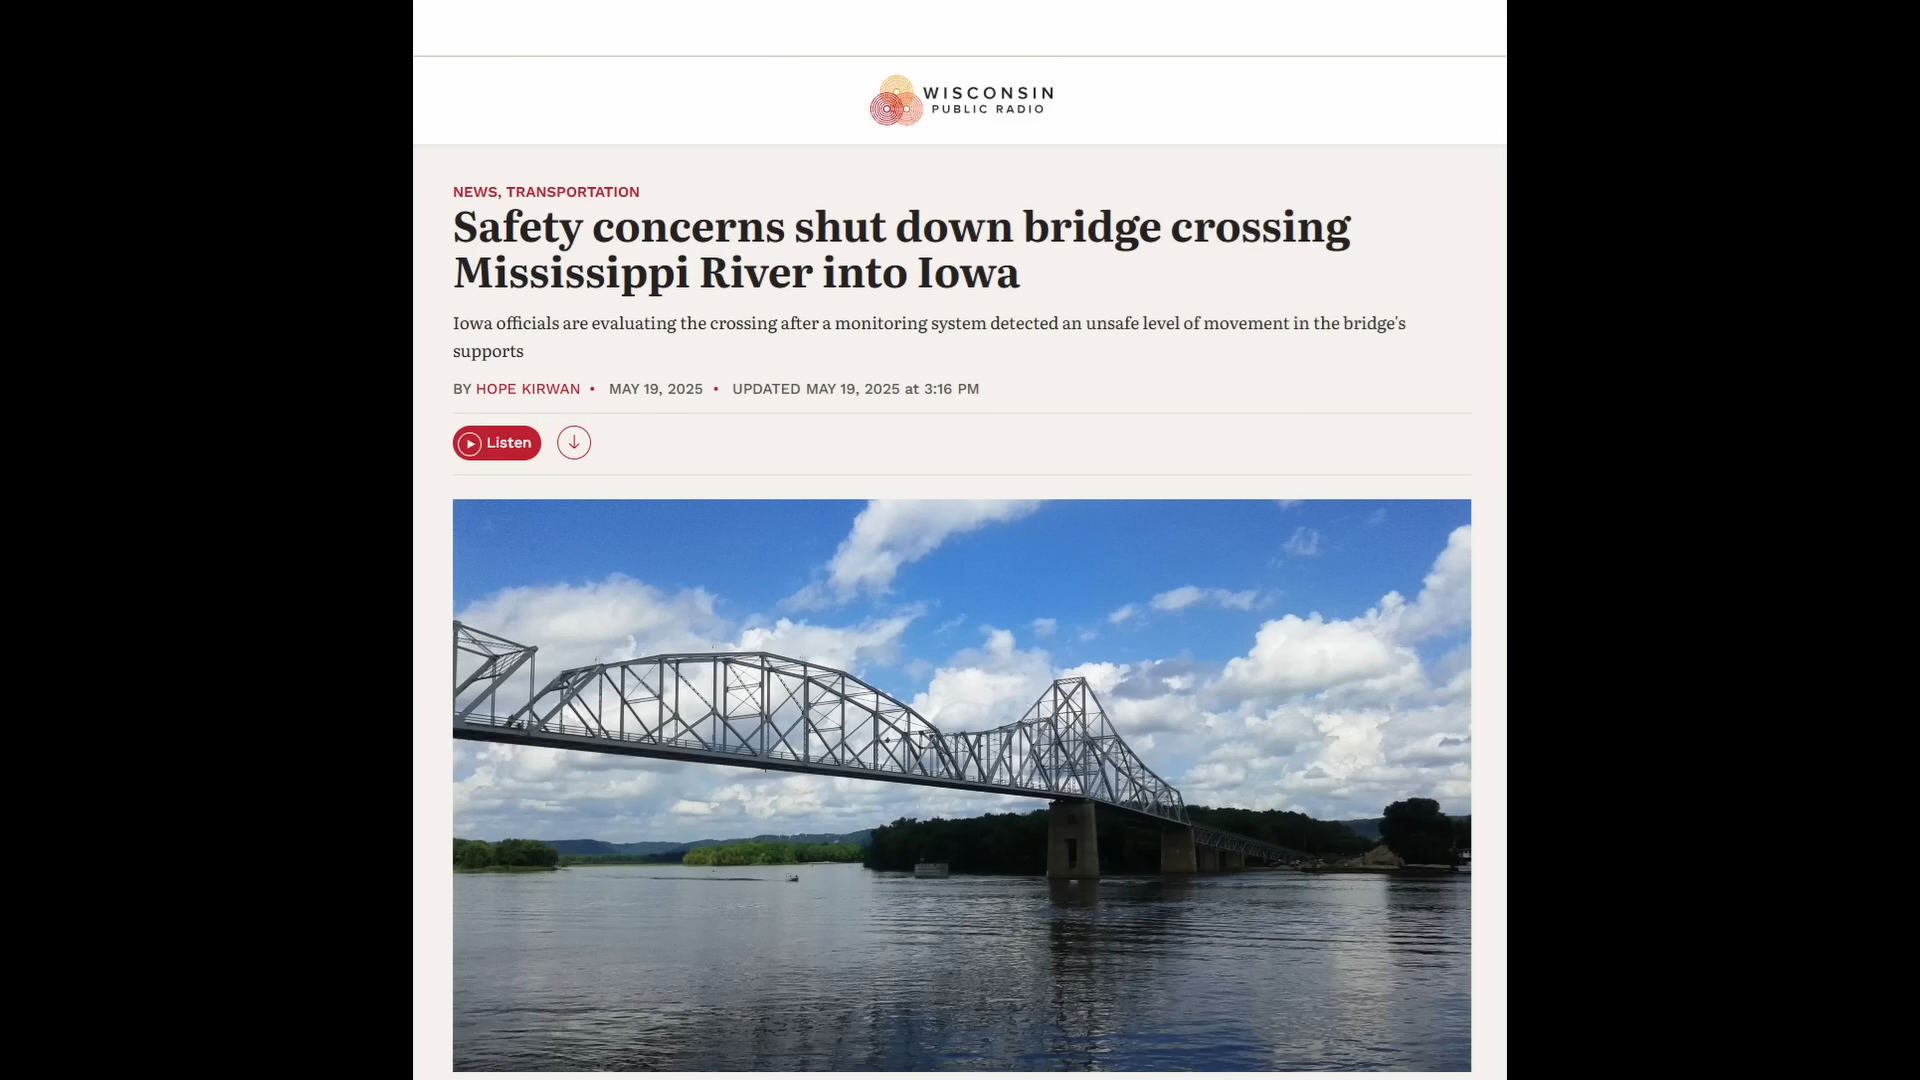 WISCONSIN
PUBLIC RADIO
NEWS, TRANSPORTATION
Safety concerns shut down bridge crossing
Mississippi River into Iowa
Iowa officials are evaluating the crossing after a monitoring system detected an unsafe level of movement in the bridge's
supports
BY HOPE KIRWAN • MAY 19, 2025 • UPDATED MAY 19, 2025 at 3:16 PM
Listen